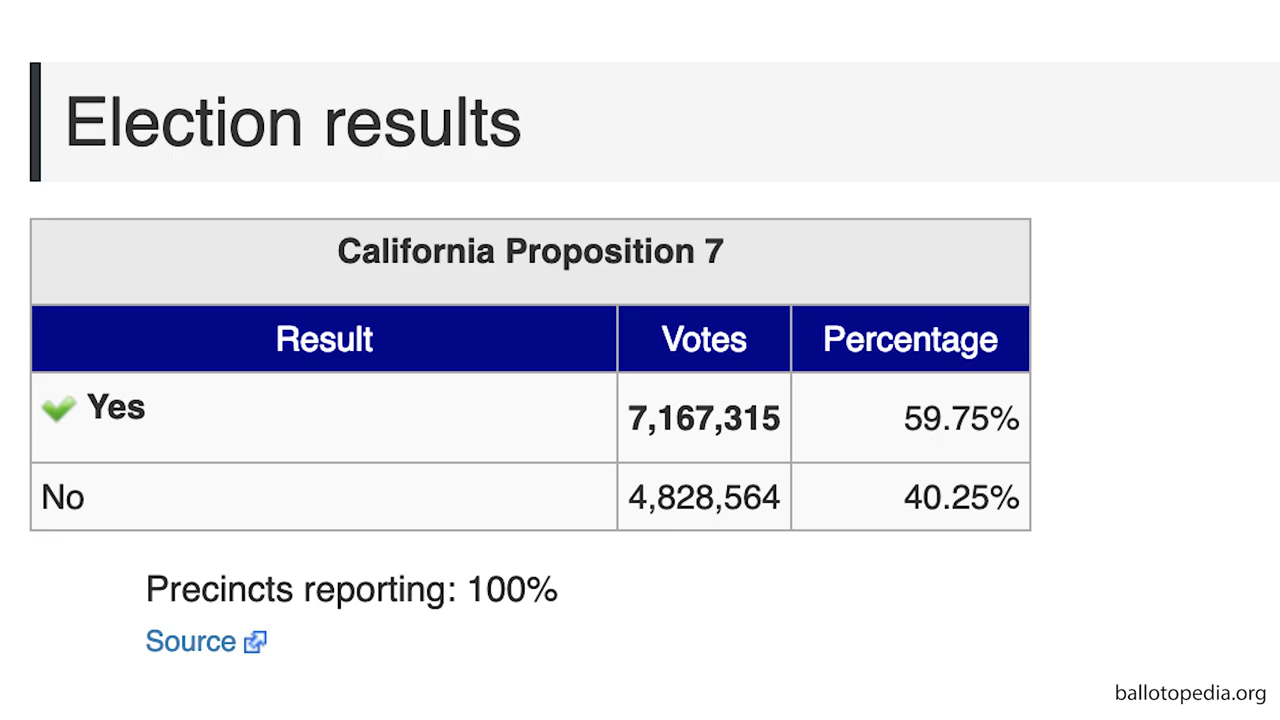 Election results
California Proposition 7
Result Votes Percentage
Yes 7,167,315 59.75%
No 4,828,564 40.25%
Precincts reporting: 100%
Source
ballotopedia.org